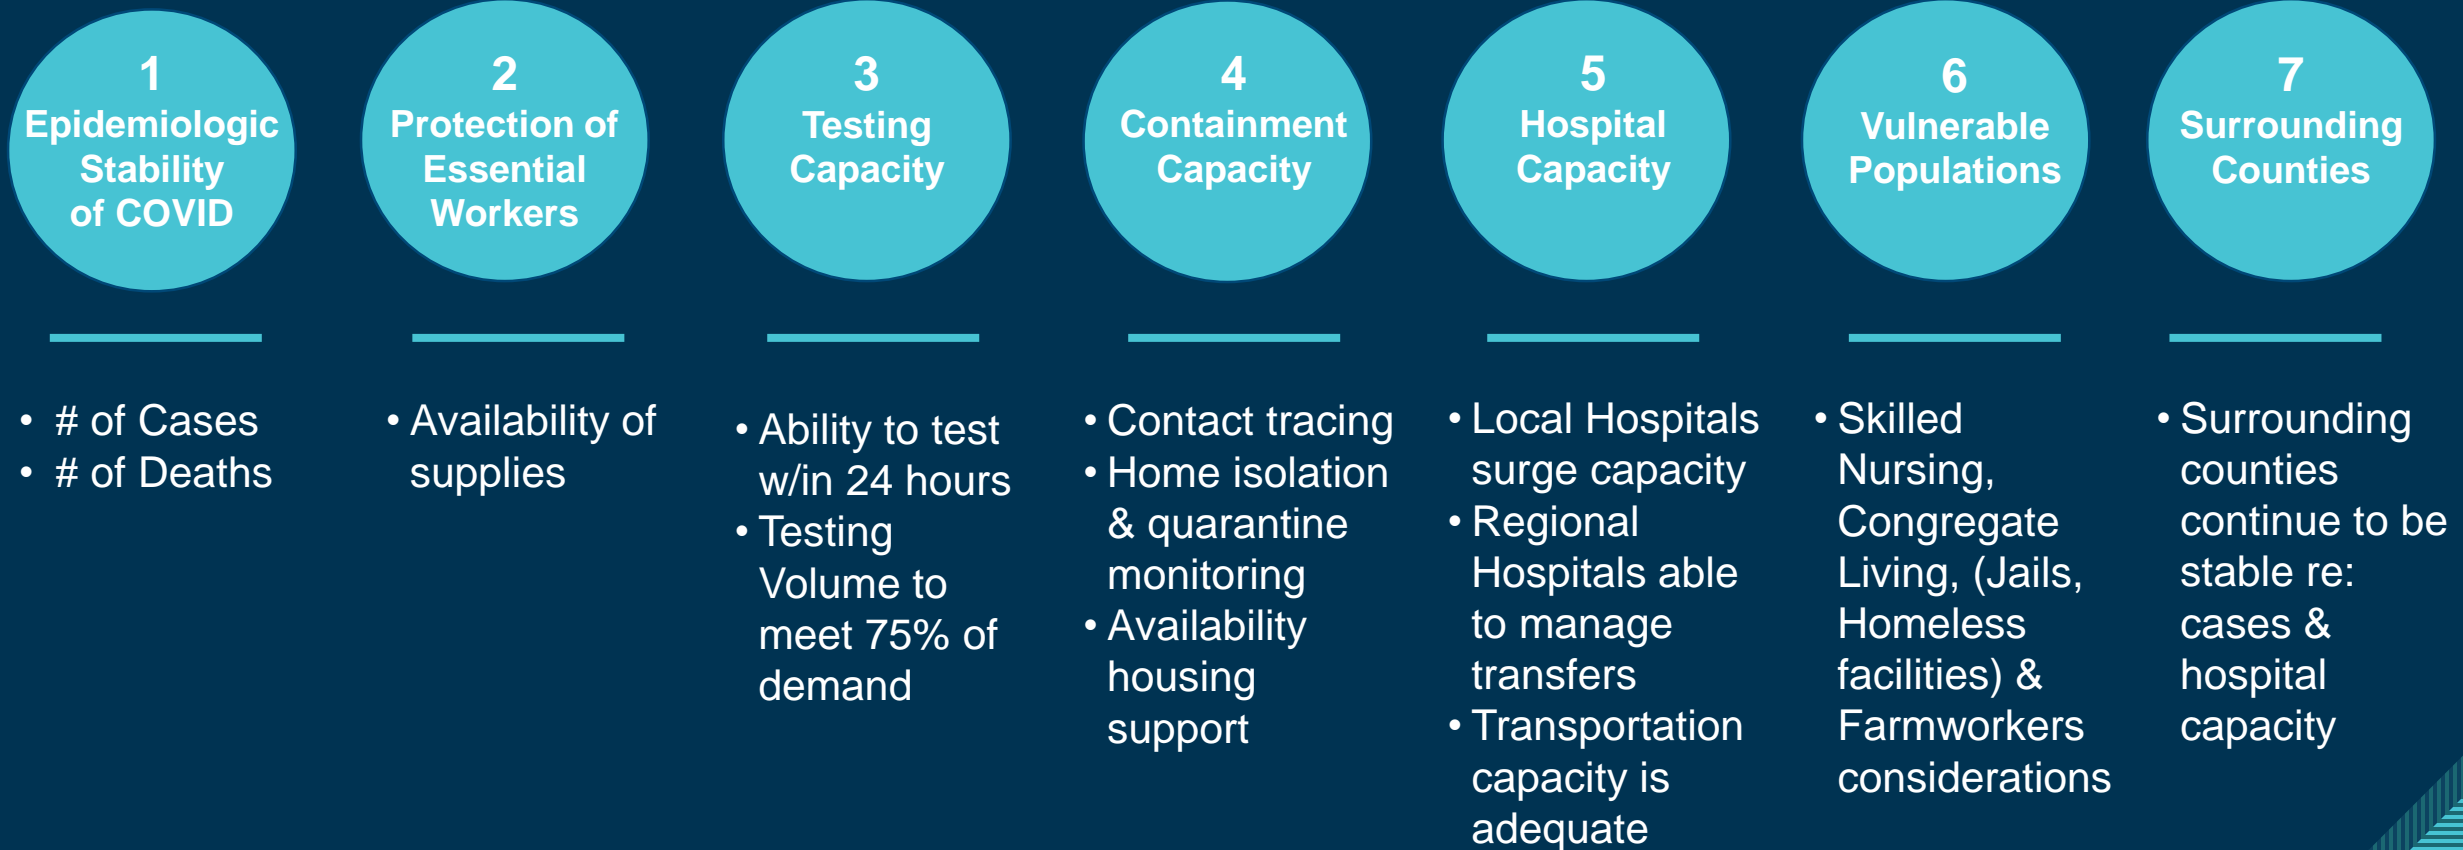 1
Epidemiologic
Stability
of COVID
• # of Cases
• # of Deaths
2
Protection of
Essential
Workers
• Availability of
supplies
3
Testing
Capacity
• Ability to test
w/in 24 hours
• Testing
Volume to
meet 75% of
demand
4
Containment
Capacity
• Contact tracing
• Home isolation
& quarantine
monitoring
• Availability
housing
support
5
Hospital
Capacity
• Local Hospitals
surge capacity
• Regional
Hospitals able
to manage
transfers
• Transportation
capacity is
adequate
6
Vulnerable
Populations
• Skilled
Nursing,
Congregate
Living, (Jails,
Homeless
facilities) &
Farmworkers
considerations
7
Surrounding
Counties
• Surrounding
counties
continue to be
stable re:
cases &
hospital
capacity